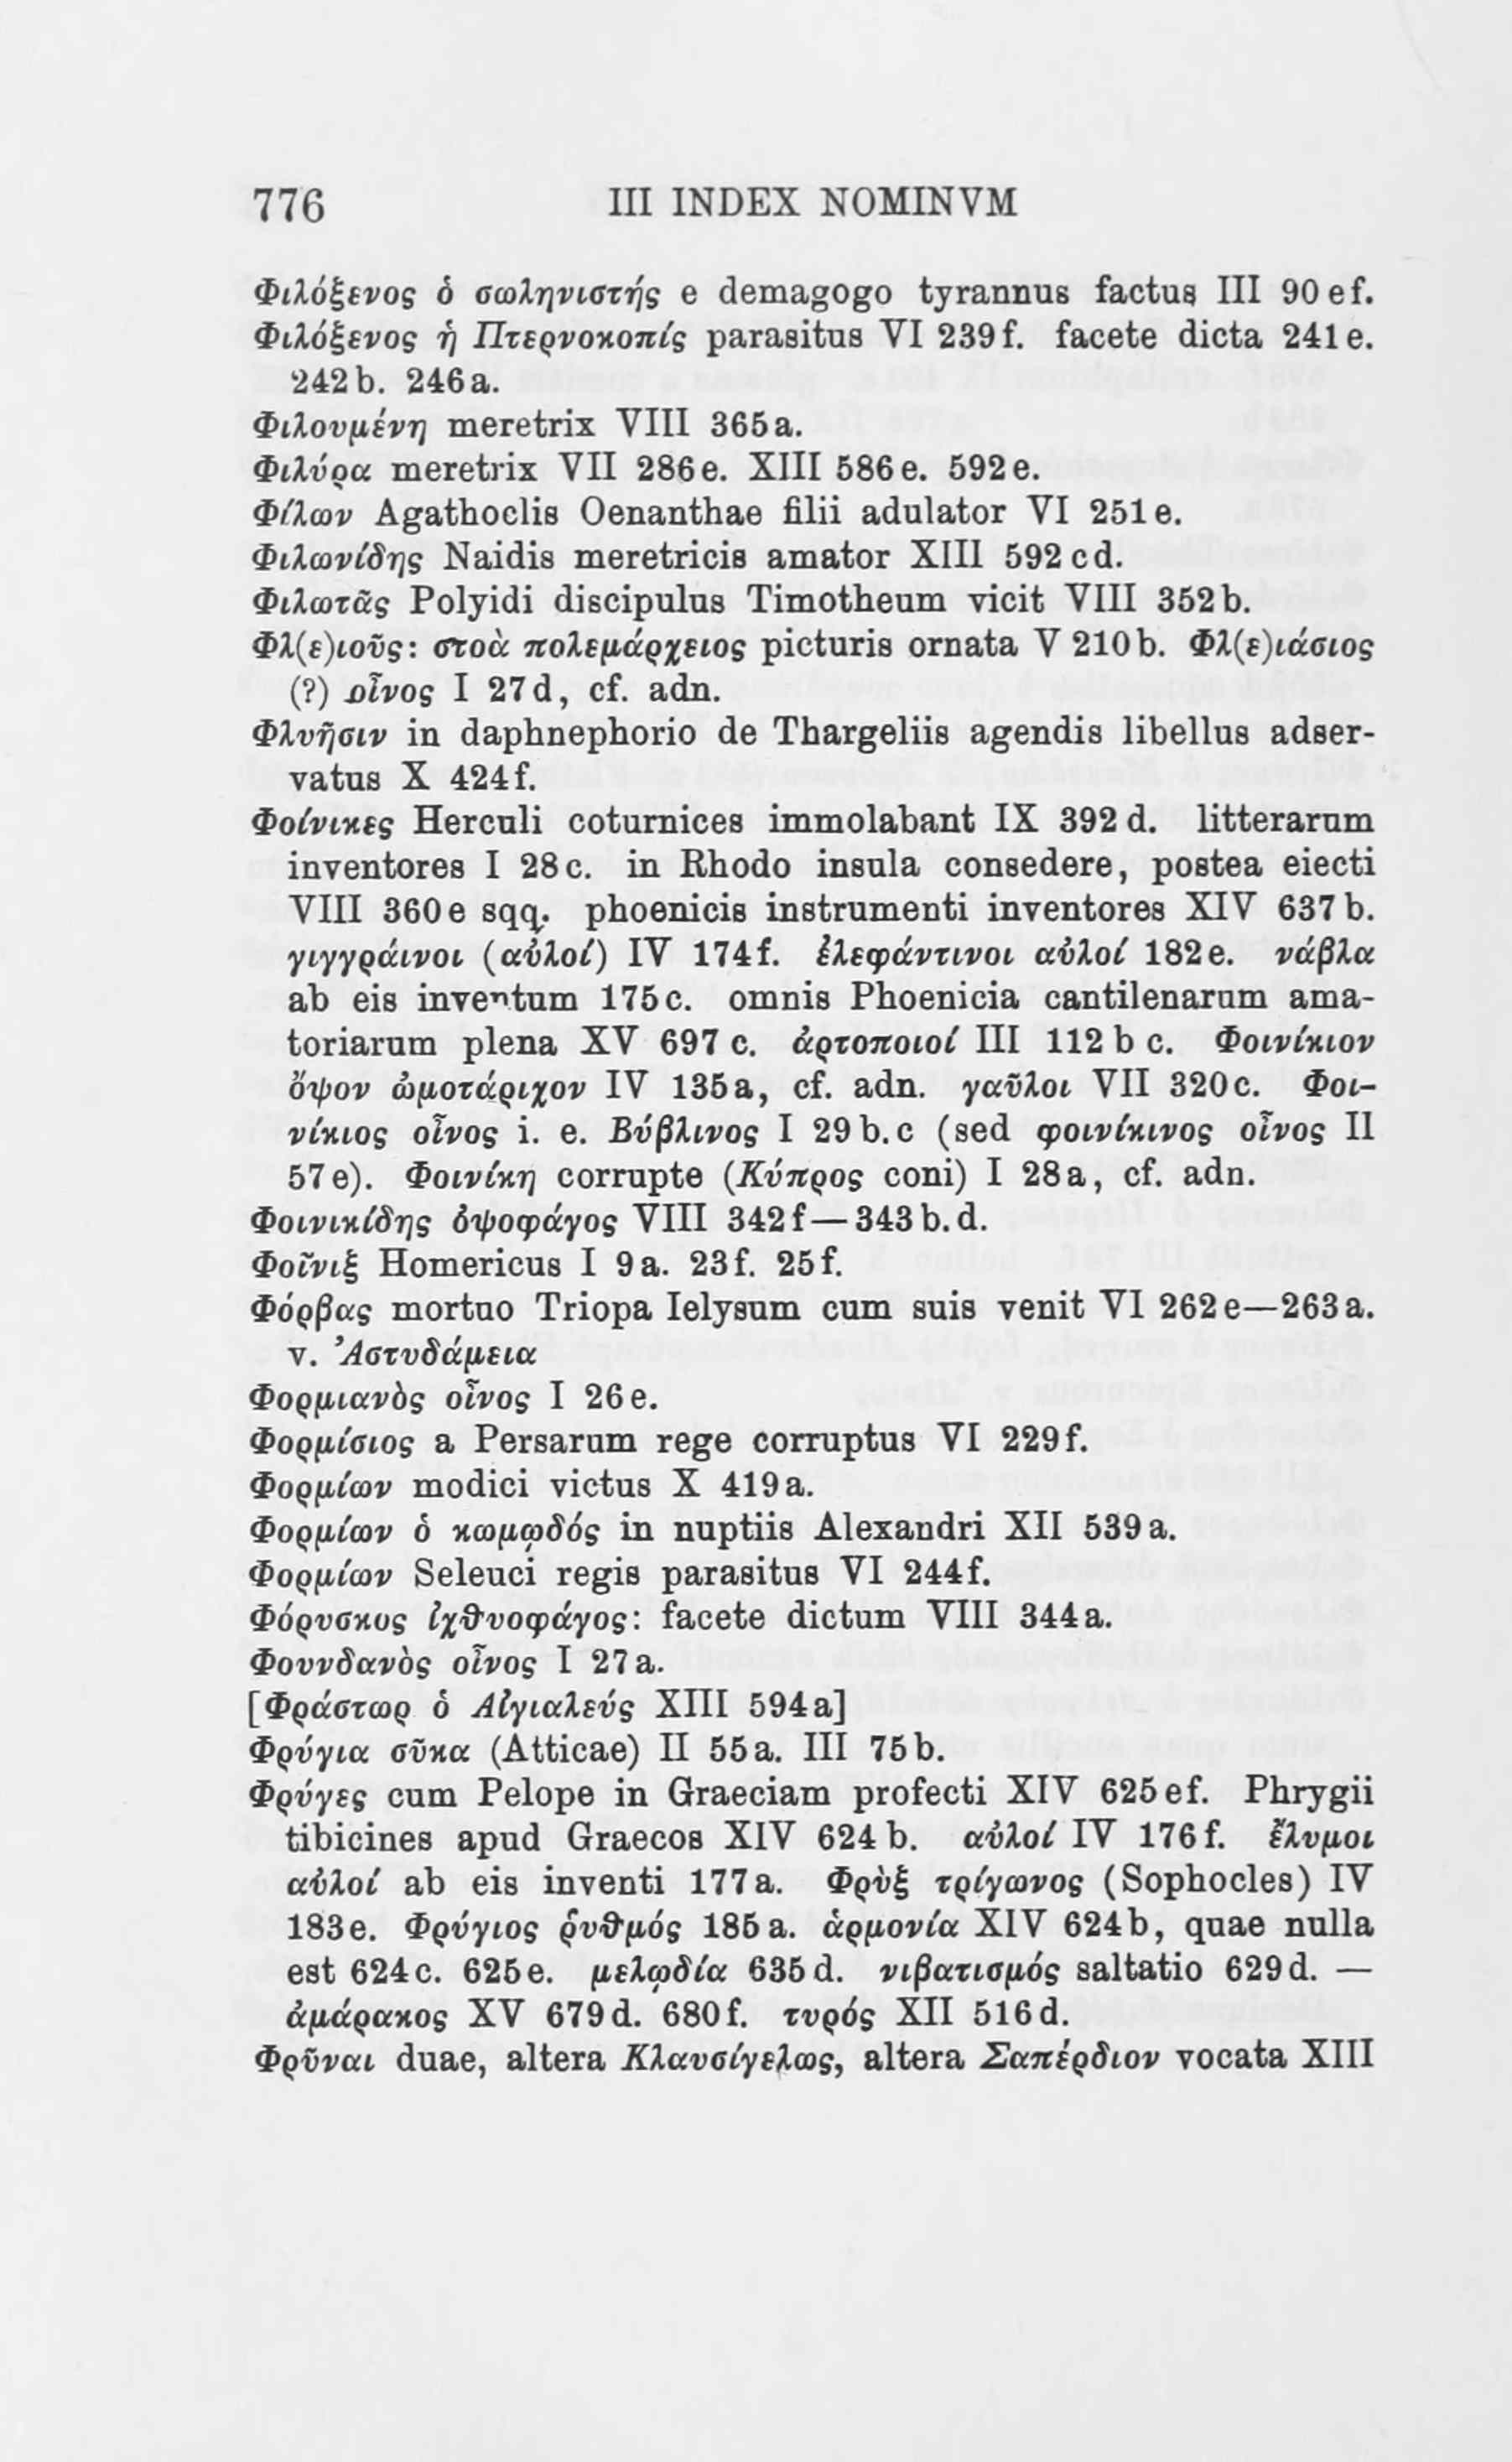 776 III INDEX NOMINVM
Φιλόξενος ὁ σωληνιστής e demagogo tyrannus factus III 90 ef.
Φιλόξενος ἡ Πτερνοκοπίς parasitus VI 239 f. facete dicta 241 e.
242 b. 246 a.
Φιλουμένη meretrix VIII 365 a.
Φιλύρα meretrix VII 286 e. XIII 586 e. 592 e.
Φίλων Agathoclis Oenanthae filii adulator VI 251 e.
Φιλωνίδης Naidis meretricis amator XIII 592 c d.
Φιλωτᾶς Polyidi discipulus Timotheum vicit VIII 352 b.
Φλ(ε)ιοῦς: στοὰ πολεμάρχειος picturis ornata V 210 b. Φλ(ε)ιάσιος
(?) οἶνος I 27 d, cf. adn.
Φλυῆσιν in daphnephorio de Thargeliis agendis libellus adser-
vatus X 424 f.
Φοίνικες Herculi coturnices immolabant IX 392 d. litterarum
inventores I 28 c. in Rhodo insula consedere, postea eiecti
VIII 360 e sqq. phoenicis instrumenti inventores XIV 637 b.
γιγγράινοι (αὐλοί) IV 174 f. ἐλεφάντινοι αὐλοί 182 e. νάβλα
ab eis inventum 175 c. omnis Phoenicia cantilenarum ama-
toriarum plena XV 697 c. ἀρτοποιοί III 112 b c. Φοινίκιον
ὄψον ὠμοτάριχον IV 135 a, cf. adn. γαῦλοι VII 320 c. Φοι-
νίκιος οἶνος i. e. Βύβλινος I 29 b. c (sed φοινίκινος οἶνος II
57 e). Φοινίκη corrupte (Κύπρος coni) I 28 a, cf. adn.
Φοινικίδης ὀψοφάγος VIII 342 f — 343 b. d.
Φοῖνιξ Homericus I 9 a. 23 f. 25 f.
Φόρβας mortuo Triopa Ielysum cum suis venit VI 262 e—263 a.
v. Ἀστυδάμεια
Φορμιανὸς οἶνος I 26 e.
Φορμίσιος a Persarum rege corruptus VI 229 f.
Φορμίων modici victus X 419 a.
Φορμίων ὁ κωμῳδός in nuptiis Alexandri XII 539 a.
Φορμίων Seleuci regis parasitus VI 244 f.
Φόρυσκος ἰχθυοφάγος: facete dictum VIII 344 a.
Φουνδανὸς οἶνος I 27 a.
[Φράστωρ ὁ Αἰγιαλεύς XIII 594 a]
Φρύγια σῦκα (Atticae) II 55 a. III 75 b.
Φρύγες cum Pelope in Graeciam profecti XIV 625 ef. Phrygii
tibicines apud Graecos XIV 624 b. αὐλοί IV 176 f. ἔλυμοι
αὐλοί ab eis inventi 177 a. Φρὺξ τρίγωνος (Sophocles) IV
183 e. Φρύγιος ῥυθμός 185 a. ἁρμονία XIV 624 b, quae nulla
est 624 c. 625 e. μελῳδία 635 d. νιβατισμός saltatio 629 d. —
ἀμάρακος XV 679 d. 680 f. τυρός XII 516 d.
Φρῦναι duae, altera Κλαυσίγελως, altera Σαπέρδιον vocata XIII